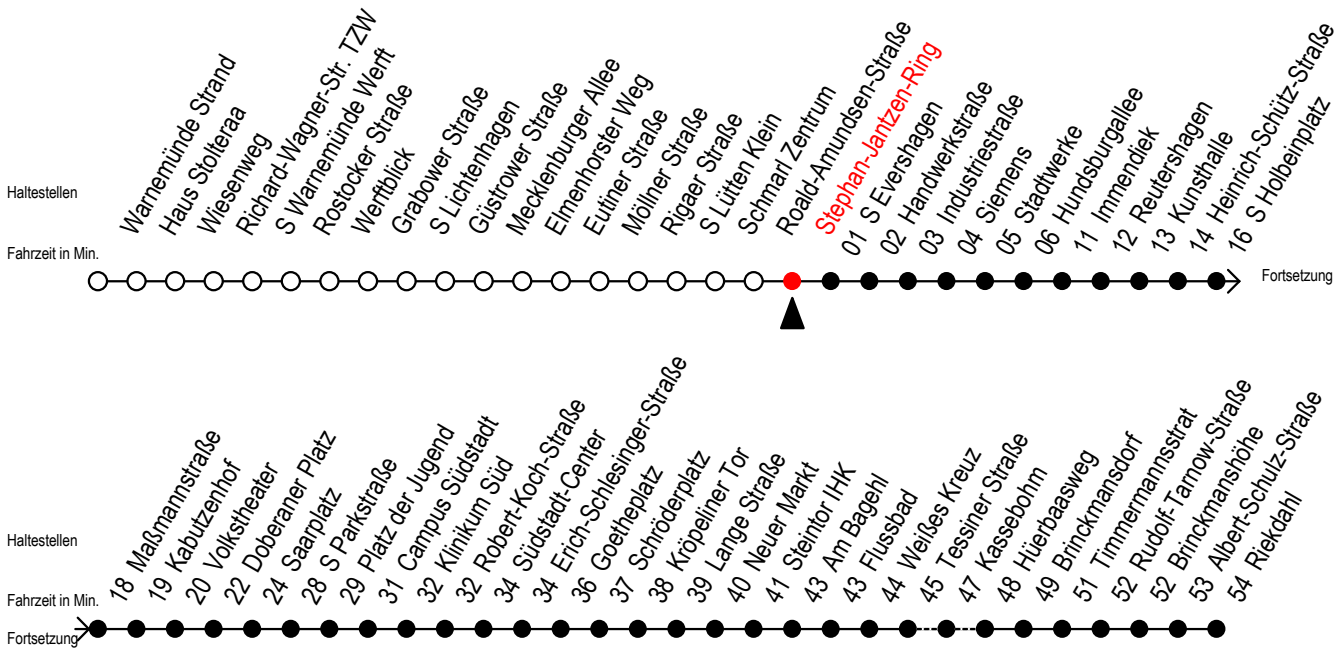 Haltestellen
Warnemünde Strand
Haus Stolteraa
Wiesenweg
Richard-Wagner-Str. TZW
S Warnemünde Werft
Rostocker Straße
Werftblick
Grabower Straße
S Lichtenhagen
Güstrower Straße
Mecklenburger Allee
Elmenhorster Weg
Eutiner Straße
Möllner Straße
Rigaer Straße
S Lütten Klein
Schmarl Zentrum
Roald-Amundsen-Straße
Stephan-Jantzen-Ring
01 S Evershagen
02 Handwerkstraße
03 Industriestraße
04 Siemens
05 Stadtwerke
06 Hundsburgallee
11 Immendiek
12 Reutershagen
13 Kunsthalle
14 Heinrich-Schütz-Straße
16 S Holbeinplatz
Fahrzeit in Min.
Fortsetzung
Haltestellen
18 Maßmannstraße
19 Kabutzenhof
20 Volkstheater
22 Doberaner Platz
24 Saarplatz
28 S Parkstraße
29 Platz der Jugend
31 Campus Südstadt
32 Klinikum Süd
32 Robert-Koch-Straße
34 Südstadt-Center
34 Erich-Schlesinger-Straße
36 Goetheplatz
37 Schröderplatz
38 Kröpeliner Tor
39 Lange Straße
40 Neuer Markt
41 Steintor IHK
43 Am Bagehl
43 Flussbad
44 Weißes Kreuz
45 Tessiner Straße
47 Kassebohm
48 Hüerbaasweg
49 Brinckmansdorf
51 Timmermannsstrat
52 Rudolf-Tarnow-Straße
52 Brinckmanshöhe
53 Albert-Schulz-Straße
54 Riekdahl
Fahrzeit in Min.
Fortsetzung